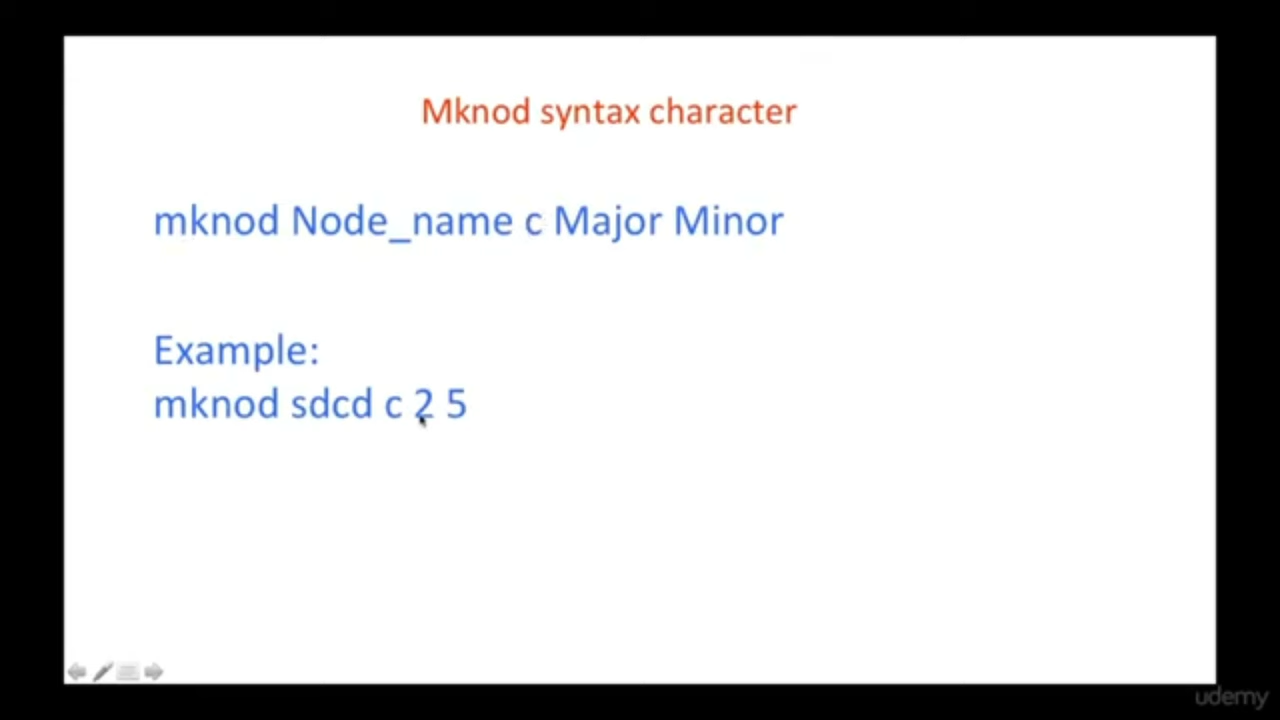 Mknod syntax character
mknod Node_name c Major Minor
Example:
mknod sdcd c 2 5
udemy